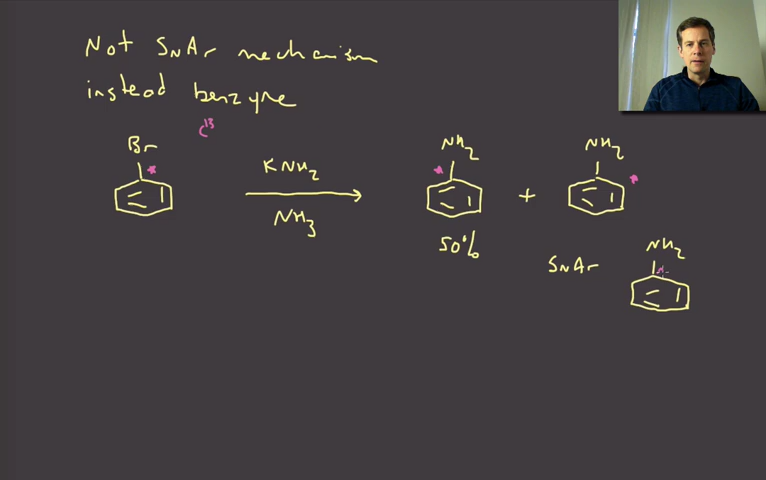 Not SNAr mechanism
instead benzyne
C13
Br
*
KNH2
NH3
NH2
*
50%
+
NH2
*
SNAr
NH2
*